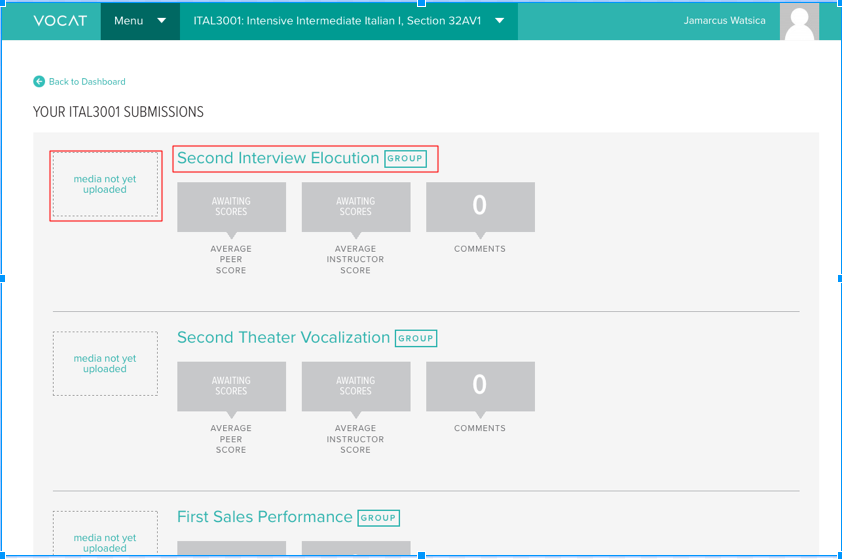 VOCAT Menu ITAL3001: Intensive Intermediate Italian I, Section 32AV1 Jamarcus Watsica
Back to Dashboard
YOUR ITAL3001 SUBMISSIONS
media not yet
uploaded
Second Interview Elocution GROUP
AWAITING
SCORES
AVERAGE
PEER
SCORE
AWAITING
SCORES
AVERAGE
INSTRUCTOR
SCORE
0
COMMENTS
media not yet
uploaded
Second Theater Vocalization GROUP
AWAITING
SCORES
AVERAGE
PEER
SCORE
AWAITING
SCORES
AVERAGE
INSTRUCTOR
SCORE
0
COMMENTS
media not yet
uploaded
First Sales Performance GROUP